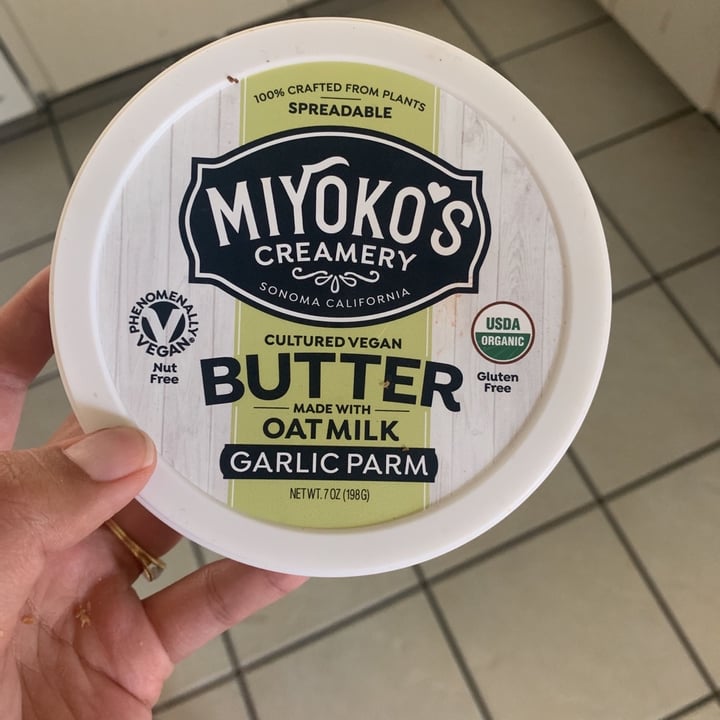 100% CRAFTED FROM PLANTS
SPREADABLE
MIYOKO'S
CREAMERY
SONOMA CALIFORNIA
PHENOMENALLY VEGAN
Nut
Free
USDA
ORGANIC
Gluten
Free
CULTURED VEGAN
BUTTER
MADE WITH
OAT MILK
GARLIC PARM
NET WT. 7 OZ (198G)